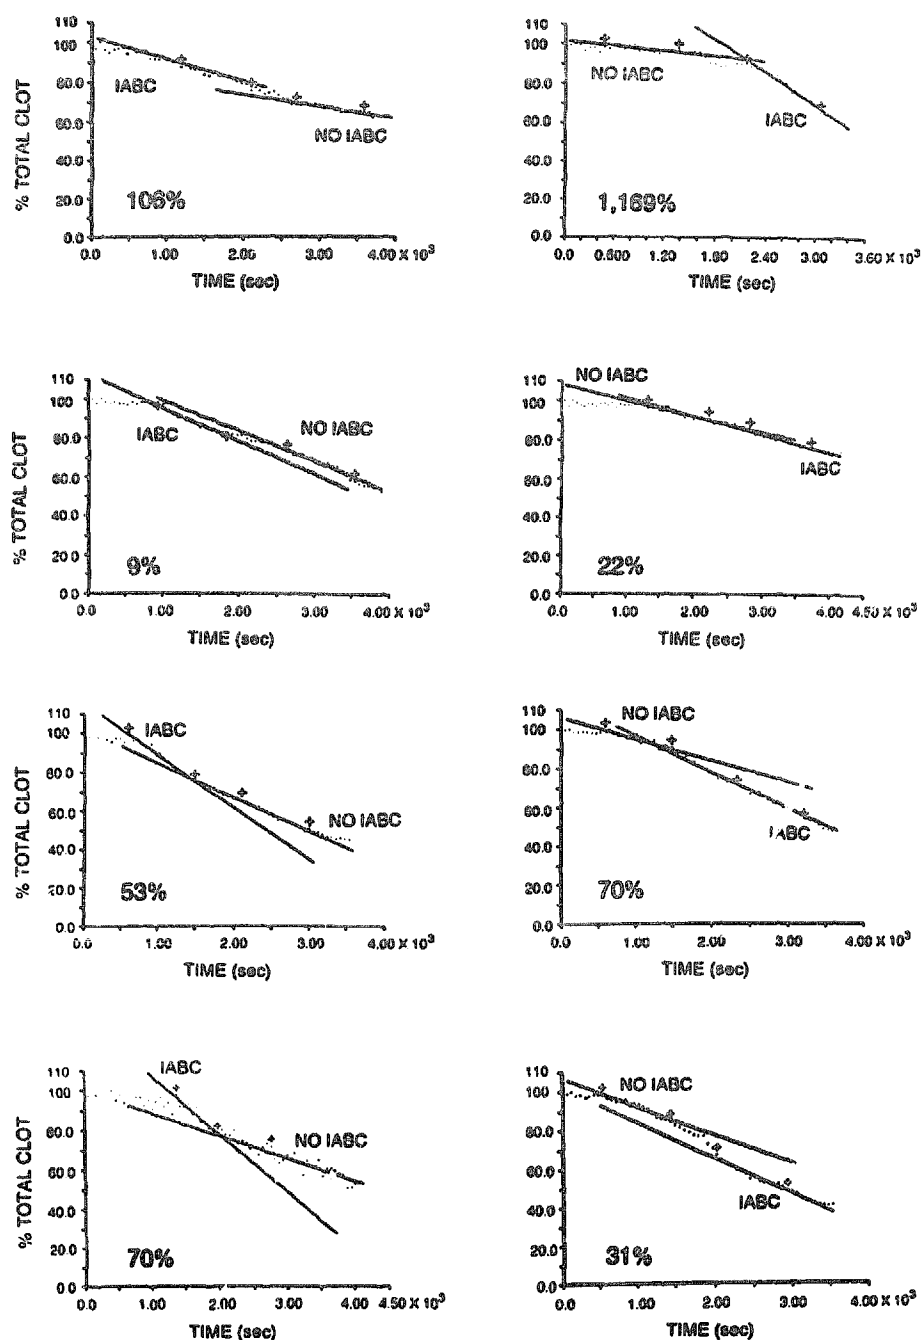 110
100
80.0
60.0
40.0
20.0
0.0
% TOTAL CLOT
IABC
NO IABC
106%
0.0 1.00 2.00 3.00 4.00 X 10³
TIME (sec)
110
100
80.0
60.0
40.0
20.0
0.0
NO IABC
IABC
1,169%
0.0 0.600 1.20 1.80 2.40 3.00 3.60 X 10³
TIME (sec)
110
100
80.0
60.0
40.0
20.0
0.0
% TOTAL CLOT
IABC
NO IABC
9%
0.0 1.00 2.00 3.00 4.00 X 10³
TIME (sec)
110
100
80.0
60.0
40.0
20.0
0.0
NO IABC
IABC
22%
0.0 1.00 2.00 3.00 4.00 4.50 X 10³
TIME (sec)
110
100
80.0
60.0
40.0
20.0
0.0
% TOTAL CLOT
IABC
NO IABC
53%
0.0 1.00 2.00 3.00 4.00 X 10³
TIME (sec)
110
100
80.0
60.0
40.0
20.0
0.0
NO IABC
IABC
70%
0.0 1.00 2.00 3.00 4.00 X 10³
TIME (sec)
110
100
80.0
60.0
40.0
20.0
0.0
% TOTAL CLOT
IABC
NO IABC
70%
0.0 1.00 2.00 3.00 4.00 4.50 X 10³
TIME (sec)
110
100
80.0
60.0
40.0
20.0
0.0
NO IABC
IABC
31%
0.0 1.00 2.00 3.00 4.00 X 10³
TIME (sec)